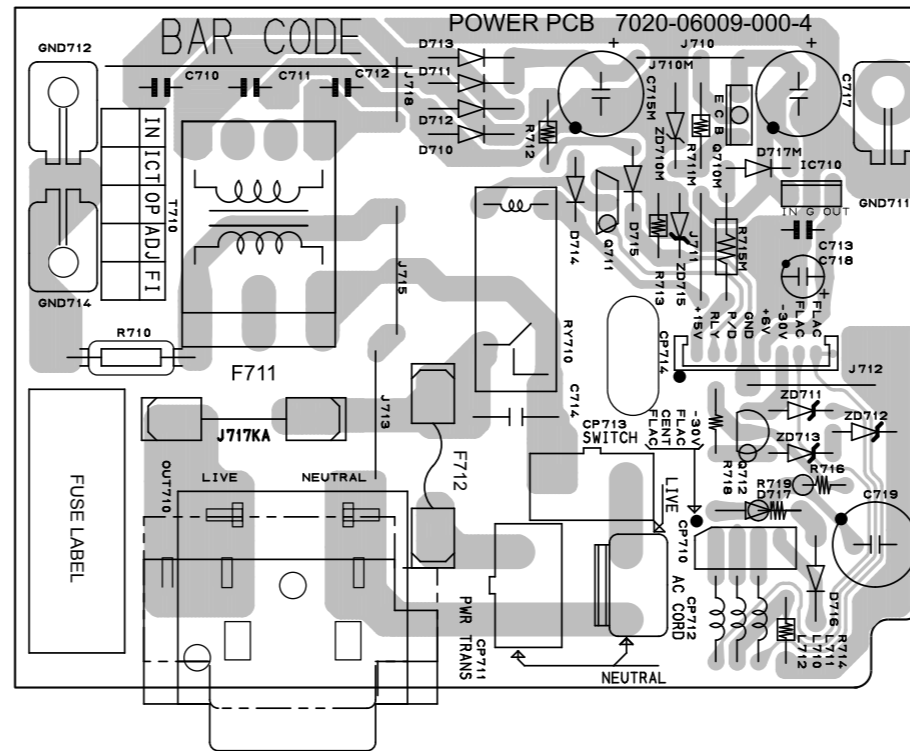 BAR CODE
POWER PCB 7020-06009-000-4
GND712
C710
C711
C712
J718
D713
D711
D712
D710
R712
C715M
J710M
J710
ZD710M
R711M
E C B
Q710M
C717
D717M
IC710
IN G OUT
GND711
IN ICT OP ADJ FI
T710
GND714
R710
F711
J715
D714
Q711
D715
R713
ZD715
J711
R715M
C713
C718
+15V
RLY
P/D
GND
+6V
-30V
FLAC
FLAC
RY710
CP714
J712
J713
J717KA
F712
C714
CP713
SWITCH
FLAC
CENT
FLAC
-30V
R718
Q712
ZD711
ZD713
ZD712
R716
R719
D717
C719
FUSE LABEL
OUT710
LIVE
NEUTRAL
LIVE
CP710
AC CORD
CP712
PWR TRANS
CP711
NEUTRAL
D716
R714
L711
L710
L712